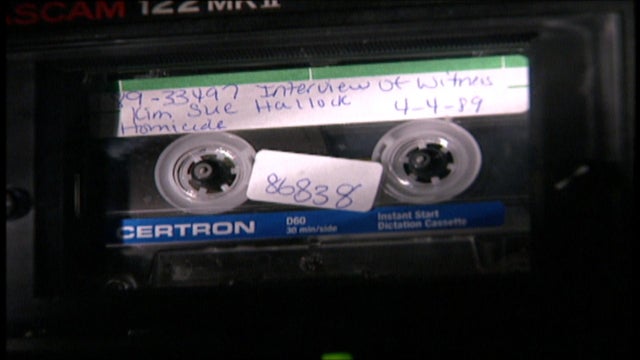 ASCAM 122 MKII
89-33497 Interview Of Witness
Kim Sue Hallock 4-4-89
Homicide
86838
CERTRON
D60
30 min/side
Instant Start
Dictation Cassette